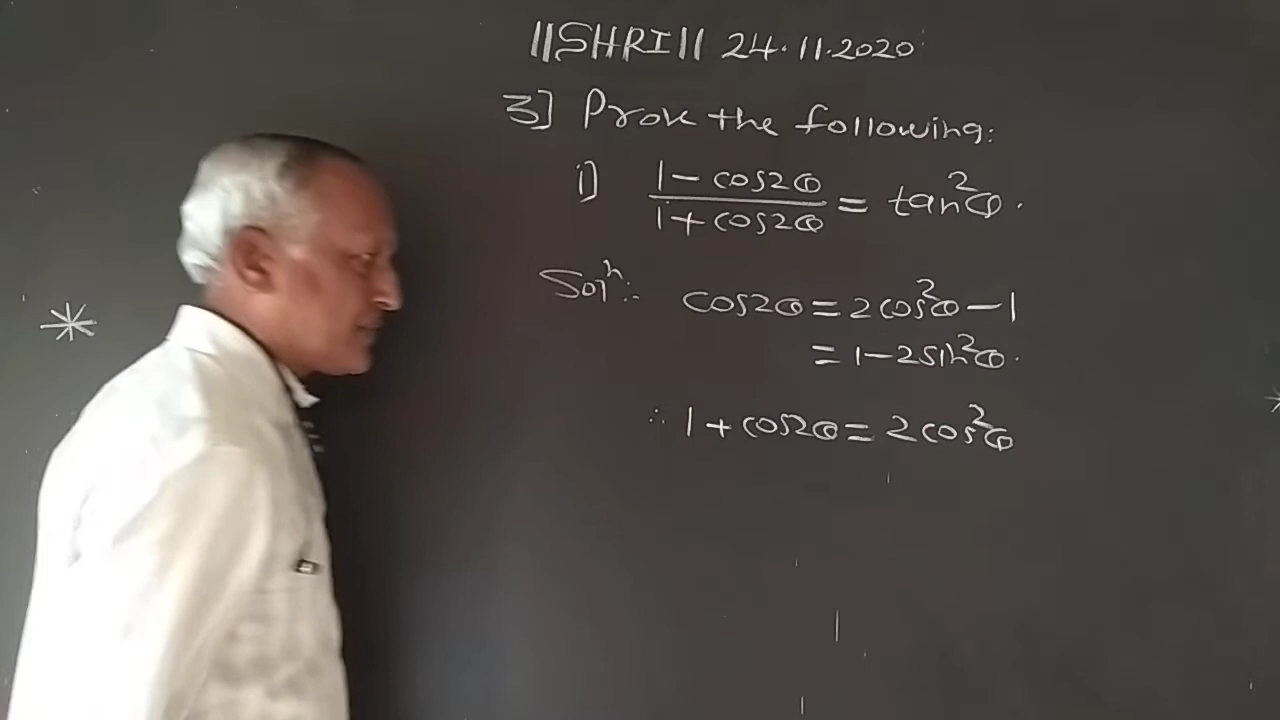 ||SHRI|| 24.11.2020
3] Prove the following:
i] 1 - cos2θ / 1 + cos2θ = tan²θ.
Solⁿ:. cos2θ = 2cos²θ - 1
= 1 - 2sin²θ.
∴ 1 + cos2θ = 2cos²θ